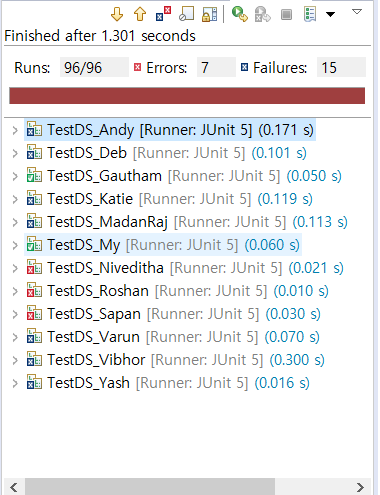 Finished after 1.301 seconds
Runs: 96/96 Errors: 7 Failures: 15
TestDS_Andy [Runner: JUnit 5] (0.171 s)
TestDS_Deb [Runner: JUnit 5] (0.101 s)
TestDS_Gautham [Runner: JUnit 5] (0.050 s)
TestDS_Katie [Runner: JUnit 5] (0.119 s)
TestDS_MadanRaj [Runner: JUnit 5] (0.113 s)
TestDS_My [Runner: JUnit 5] (0.060 s)
TestDS_Niveditha [Runner: JUnit 5] (0.021 s)
TestDS_Roshan [Runner: JUnit 5] (0.010 s)
TestDS_Sapan [Runner: JUnit 5] (0.030 s)
TestDS_Varun [Runner: JUnit 5] (0.070 s)
TestDS_Vibhor [Runner: JUnit 5] (0.300 s)
TestDS_Yash [Runner: JUnit 5] (0.016 s)